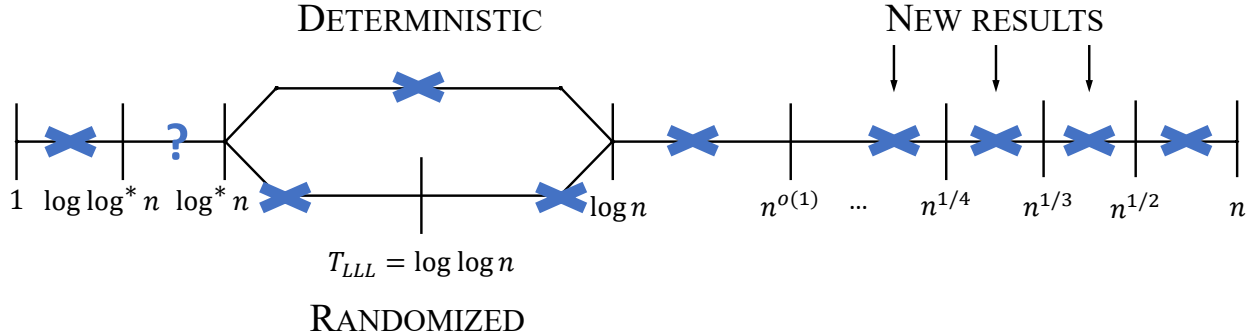 DETERMINISTIC
NEW RESULTS
?
1 log log* n log* n log n n^{o(1)} ... n^{1/4} n^{1/3} n^{1/2} n
T_{LLL} = log log n
RANDOMIZED